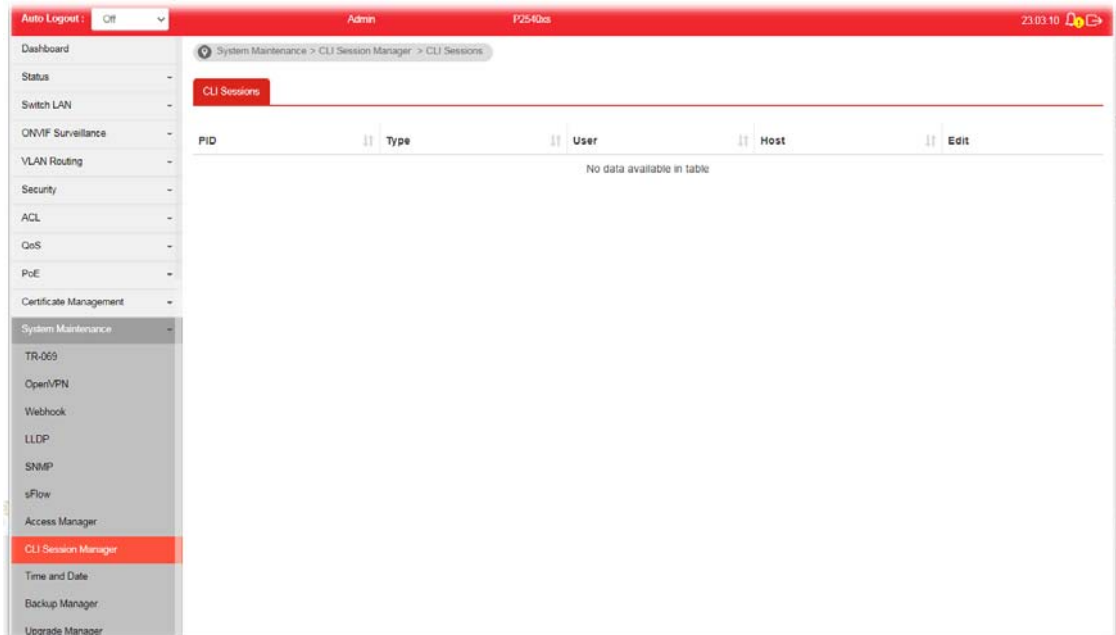 Auto Logout : Off Admin P2540xs 23:03:10
Dashboard
Status
Switch LAN
ONVIF Surveillance
VLAN Routing
Security
ACL
QoS
PoE
Certificate Management
System Maintenance
TR-069
OpenVPN
Webhook
LLDP
SNMP
sFlow
Access Manager
CLI Session Manager
Time and Date
Backup Manager
Upgrade Manager
System Maintenance > CLI Session Manager > CLI Sessions
CLI Sessions
PID Type User Host Edit
No data available in table